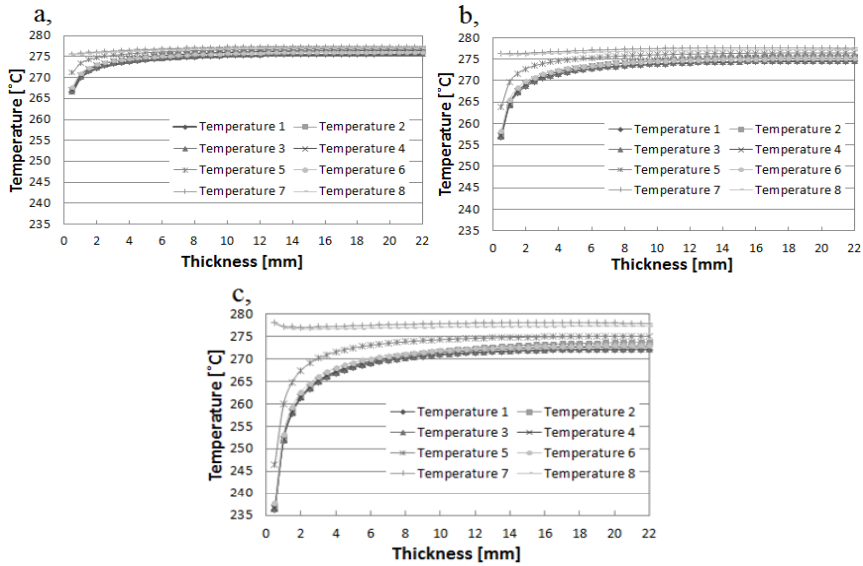 a,
Temperature [˚C]
280
275
270
265
260
255
250
245
240
235
Temperature 1 Temperature 2
Temperature 3 Temperature 4
Temperature 5 Temperature 6
Temperature 7 Temperature 8
0 2 4 6 8 10 12 14 16 18 20 22
Thickness [mm]
b,
Temperature [˚C]
280
275
270
265
260
255
250
245
240
235
Temperature 1 Temperature 2
Temperature 3 Temperature 4
Temperature 5 Temperature 6
Temperature 7 Temperature 8
0 2 4 6 8 10 12 14 16 18 20 22
Thickness [mm]
c,
Temperature [˚C]
280
275
270
265
260
255
250
245
240
235
Temperature 1 Temperature 2
Temperature 3 Temperature 4
Temperature 5 Temperature 6
Temperature 7 Temperature 8
0 2 4 6 8 10 12 14 16 18 20 22
Thickness [mm]